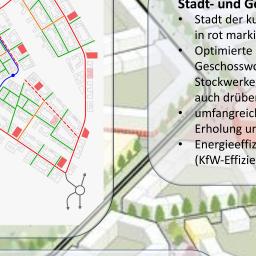 Stadt- und Ge
• Stadt der ku
in rot marki
• Optimierte
Geschosswo
Stockwerke
auch drüber
• umfangreich
Erholung un
• Energieeffiz
(KfW-Effizie